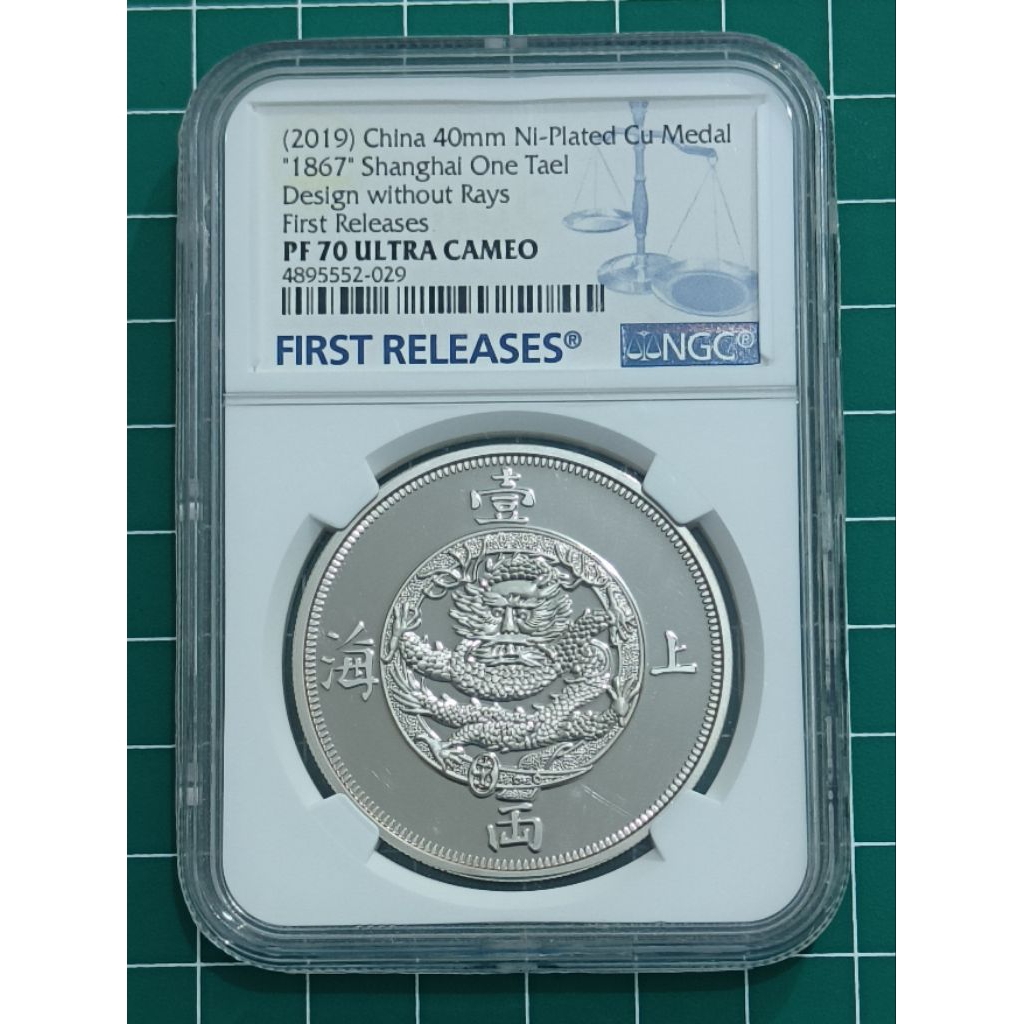 (2019) China 40mm Ni-Plated Cu Medal
"1867" Shanghai One Tael
Design without Rays
First Releases
PF 70 ULTRA CAMEO
4895552-029
FIRST RELEASES®
NGC®
壹
上
海
両